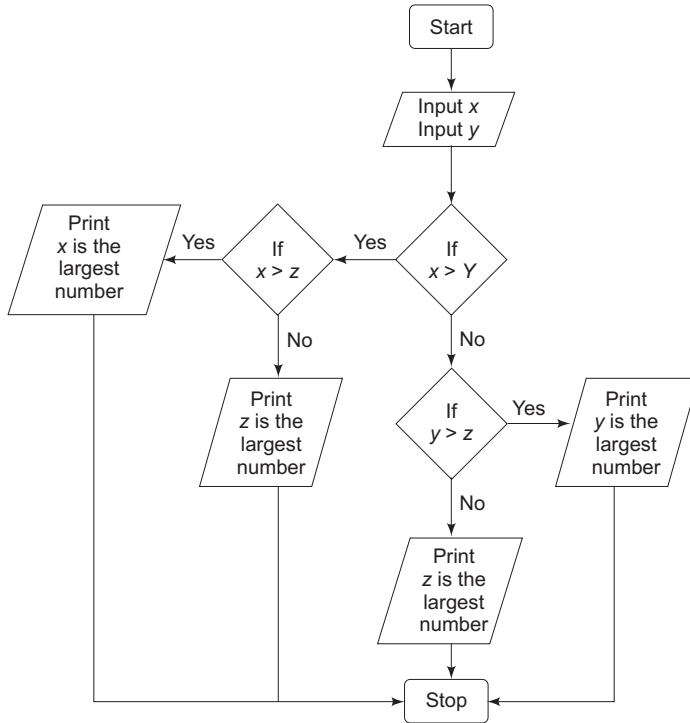 Start
Input x
Input y
If
x > Y
Yes
No
If
x > z
Yes
No
Print
x is the
largest
number
Print
z is the
largest
number
If
y > z
Yes
No
Print
y is the
largest
number
Print
z is the
largest
number
Stop